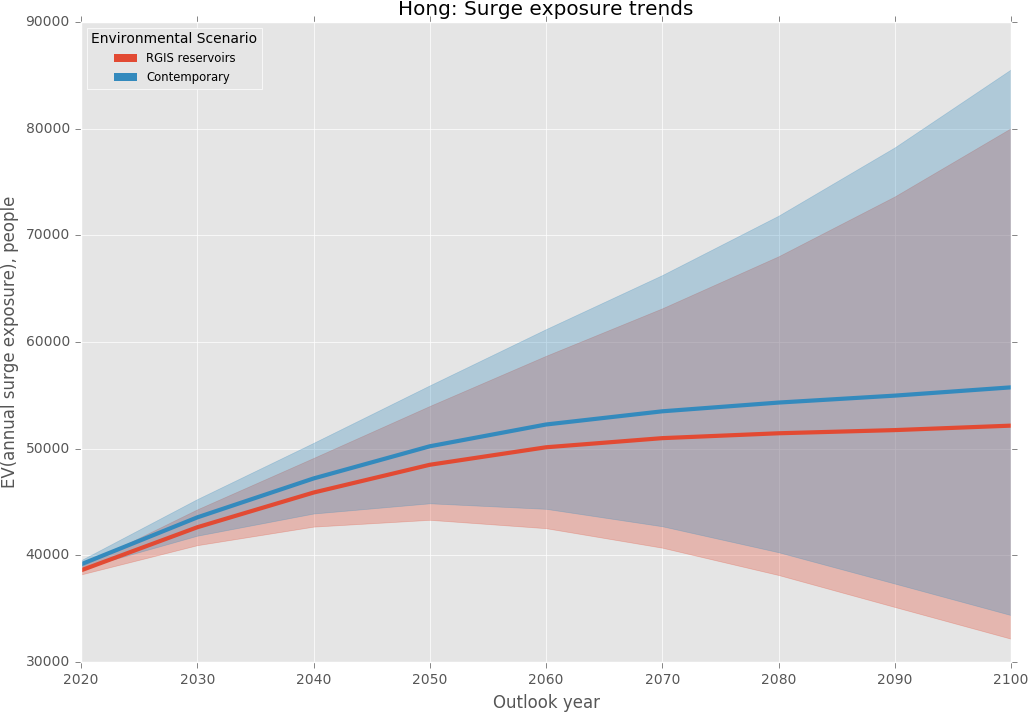 Hong: Surge exposure trends
90000
80000
70000
60000
50000
40000
30000
EV(annual surge exposure), people
Environmental Scenario
RGIS reservoirs
Contemporary
2020 2030 2040 2050 2060 2070 2080 2090 2100
Outlook year